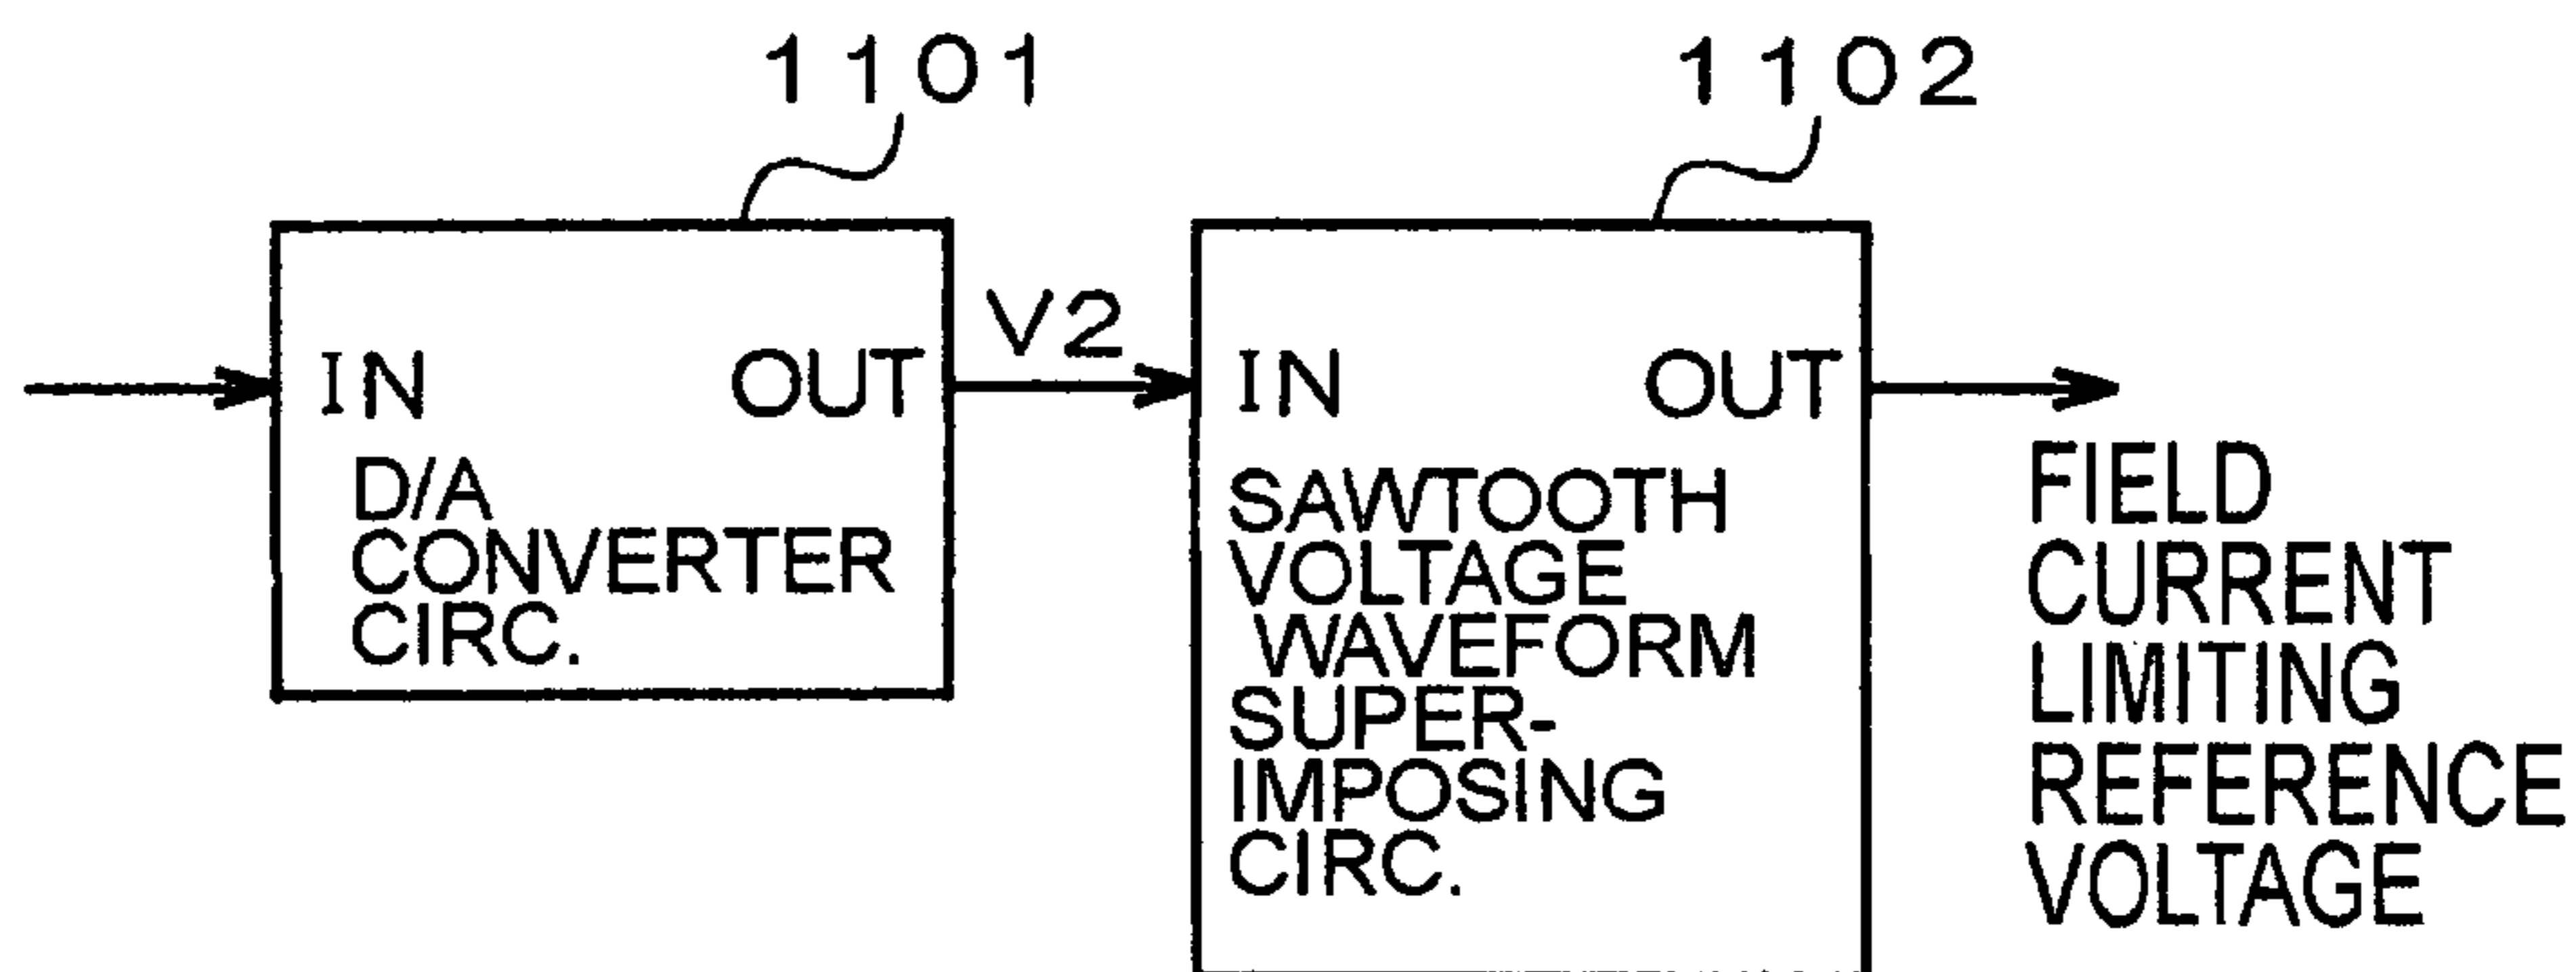 1101
1102
IN OUT
V2
IN OUT
D/A
CONVERTER
CIRC.
SAWTOOTH
VOLTAGE
WAVEFORM
SUPER-
IMPOSING
CIRC.
FIELD
CURRENT
LIMITING
REFERENCE
VOLTAGE